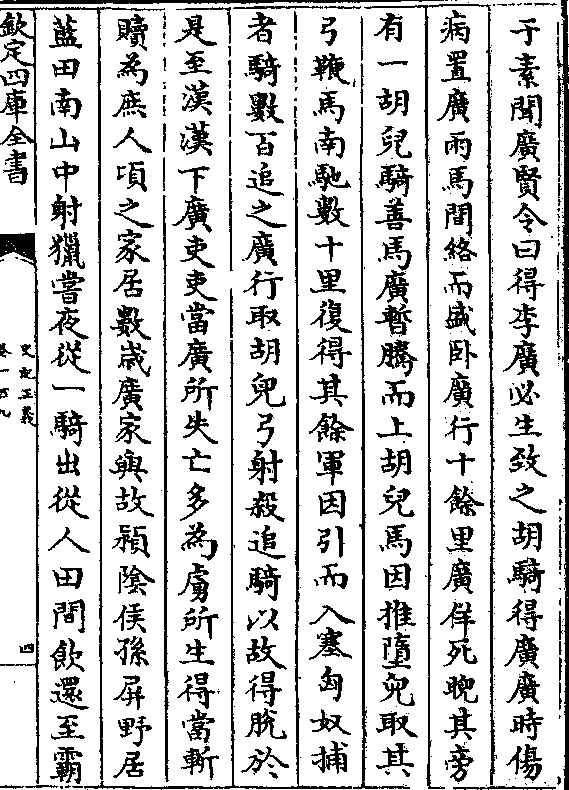 于素聞廣賢令曰得李廣必生致之胡騎得廣廣時傷
病置廣兩馬間絡而盛卧廣行十餘里廣佯死睨其旁
有一胡兒騎善馬廣暫騰而上胡兒馬因推墮兒取其
弓鞭馬南馳數十里復得其餘軍因引而入塞匈奴捕
者騎數百追之廣行取胡兒弓射殺追騎以故得脫於
是至漢漢下廣吏吏當廣所失亡多為虜所生得當斬
贖為庶人頃之家居數歲廣家與故潁陰侯孫屏野居
藍田南山中射獵嘗夜從一騎出從人田間飲還至霸
欽定四庫全書
史記正義
卷一百九
四